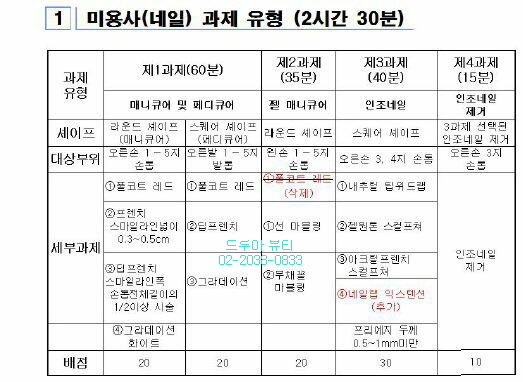 1 미용사(네일) 과제 유형 (2시간 30분)
과제 유형
제1과제(60분)
제2과제 (35분)
제3과제 (40분)
제4과제 (15분)
매니큐어 및 페디큐어
젤 매니큐어
인조네일
인조네일 제거
셰이프
라운드 셰이프 (매니큐어)
스퀘어 셰이프 (페디큐어)
라운드 셰이프
스퀘어 셰이프
3과제 선택된 인조네일 제거
대상부위
오른손 1-5지 손톱
오른발 1-5지 발톱
왼손 1-5지 손톱
오른손 3, 4지 손톱
오른손 3지 손톱
세부과제
①풀코트 레드
①풀코트 레드
①풀코트 레드 (삭제)
①내추럴 팁위드랩
②프렌치 스마일라인넓이 0.3~0.5cm
②딥프렌치
①선 마블링
②젤원톤 스컬프쳐
③딥프렌치 스마일라인폭 손톱전체길이의 1/2이상 시술
③그라데이션
②부채꼴 마블링
③아크릴프렌치 스컬프쳐
④네일랩 익스텐션 (추가)
인조네일 제거
④그라데이션 화이트
프리에지 두께 0.5~1mm미만
드두아 뷰티
02-2038-0833
배점
20
20
20
30
10